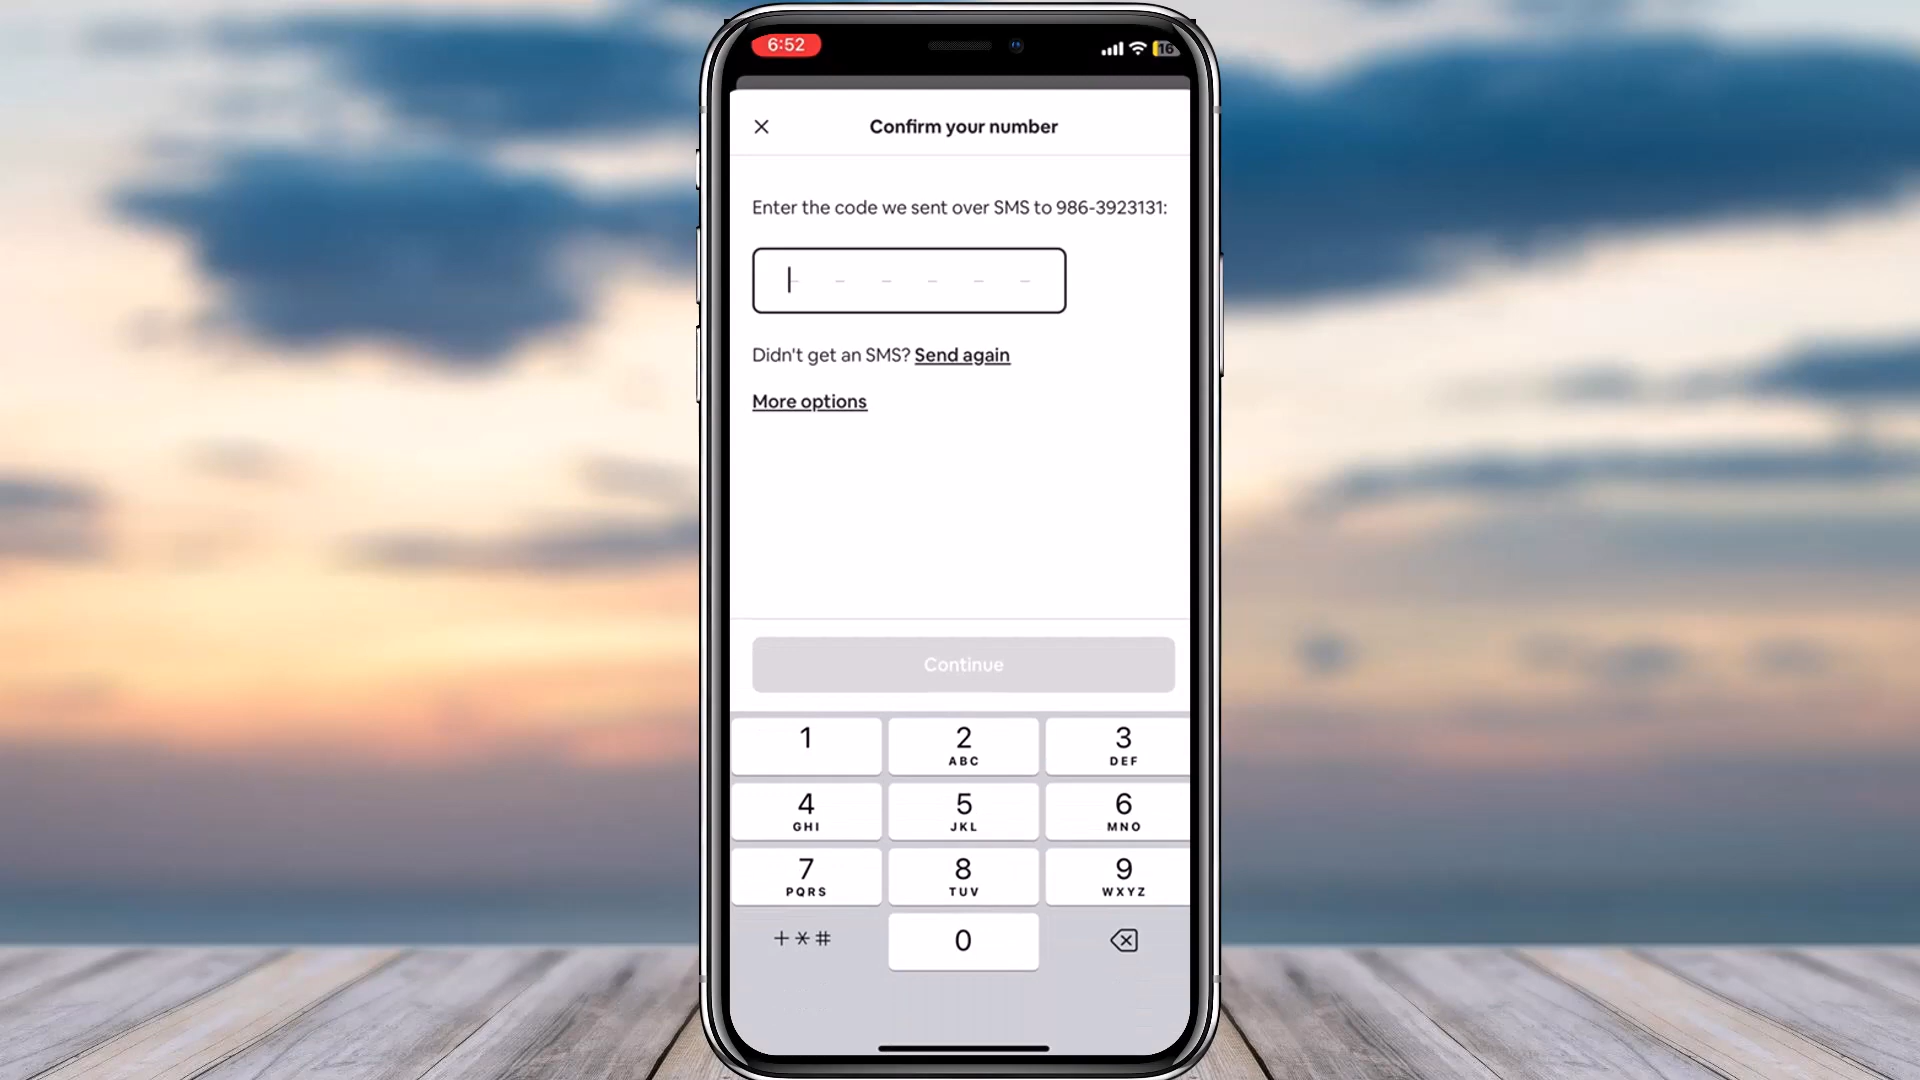 6:52
16
Confirm your number
Enter the code we sent over SMS to 986-3923131:
Didn't get an SMS? Send again
More options
Continue
1
2
ABC
3
DEF
4
GHI
5
JKL
6
MNO
7
PQRS
8
TUV
9
WXYZ
+*#
0